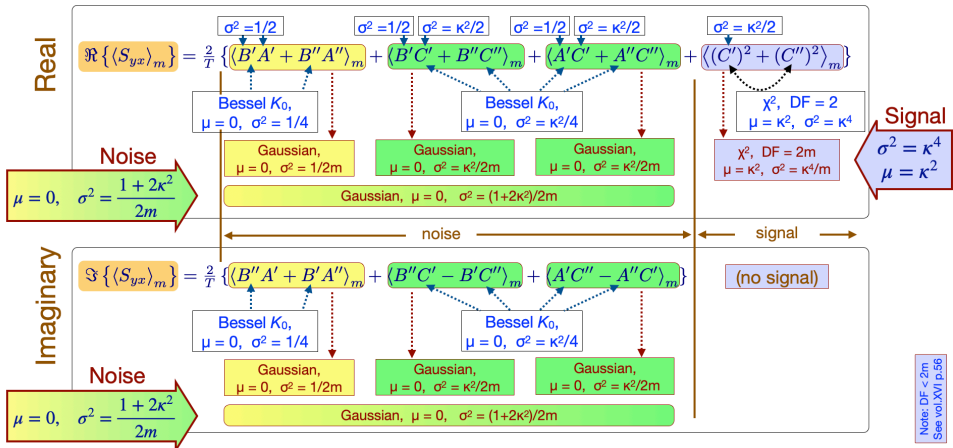 σ² =1/2
σ² = κ²/2
σ² =1/2
σ² = κ²/2
σ² =1/2
σ² = κ²/2
σ² = κ²/2
Real
ℜ{⟨S_yx⟩_m} = 2/T {⟨B′A′ + B″A″⟩_m + ⟨B′C′ + B″C″⟩_m + ⟨A′C′ + A″C″⟩_m + ⟨(C′)² + (C″)²⟩_m}
Bessel K₀,
μ = 0, σ² = 1/4
Bessel K₀,
μ = 0, σ² = κ²/4
χ², DF = 2
μ = κ², σ² = κ⁴
Signal
σ² = κ⁴
μ = κ²
Noise
μ = 0, σ² = (1 + 2κ²)/2m
Gaussian,
μ = 0, σ² = 1/2m
Gaussian,
μ = 0, σ² = κ²/2m
Gaussian,
μ = 0, σ² = κ²/2m
χ², DF = 2m
μ = κ², σ² = κ⁴/m
Gaussian, μ = 0, σ² = (1+2κ²)/2m
noise
signal
Imaginary
ℑ{⟨S_yx⟩_m} = 2/T {⟨B″A′ + B′A″⟩_m + ⟨B″C′ − B′C″⟩_m + ⟨A′C″ − A″C′⟩_m}
(no signal)
Bessel K₀,
μ = 0, σ² = 1/4
Bessel K₀,
μ = 0, σ² = κ²/4
Noise
μ = 0, σ² = (1 + 2κ²)/2m
Gaussian,
μ = 0, σ² = 1/2m
Gaussian,
μ = 0, σ² = κ²/2m
Gaussian,
μ = 0, σ² = κ²/2m
Gaussian, μ = 0, σ² = (1+2κ²)/2m
Note: DF < 2m
See vol.XVI p.56